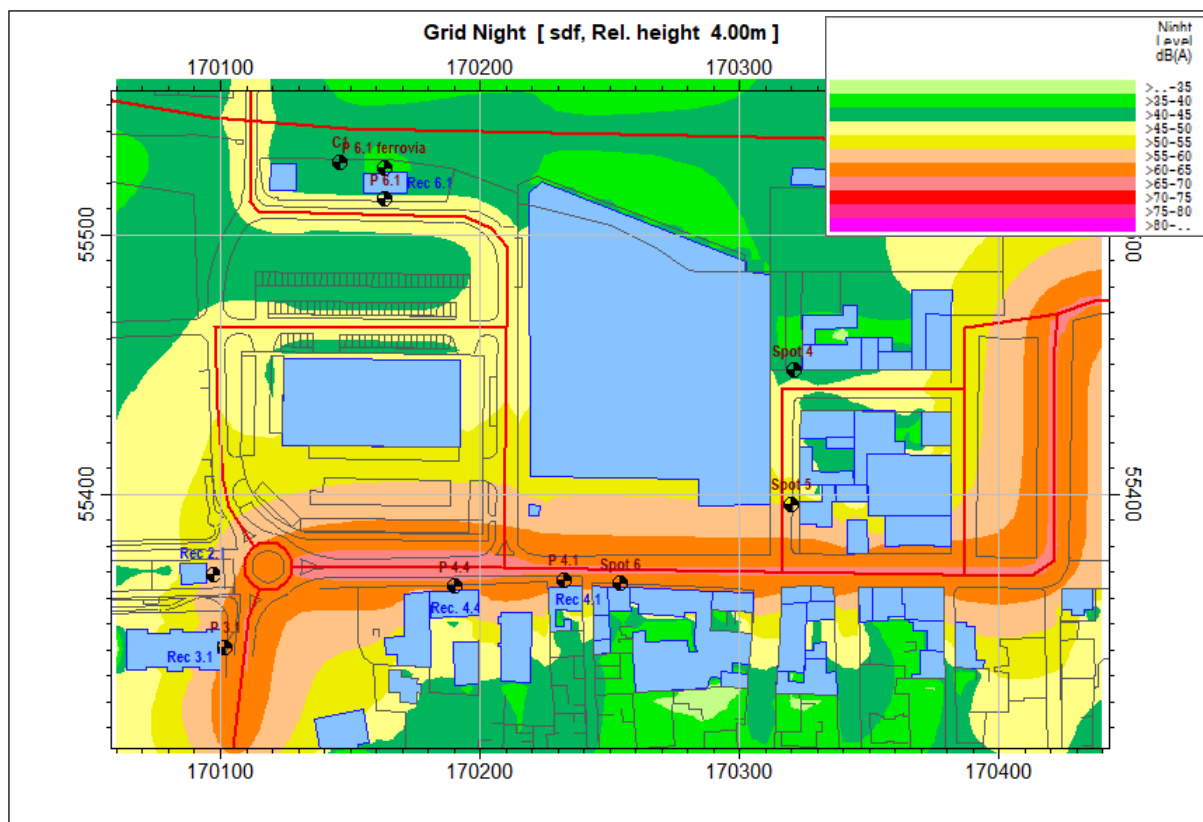 Grid Night [ sdf, Rel. height 4.00m ]
Night
Level
dB(A)
>..-35
35-40
>40-45
>45-50
>50-55
>55-60
>60-65
>65-70
>70-75
>75-80
>80-..
170100 170200 170300
C1
P 6.1 ferrovia
P 6.1 Rec 6.1
55500
Spot 4
55400 55400
Spot 5
Rec 2.
P 4.4 P 4.1 Spot 6
Rec. 4.4 Rec 4.1
P 3.1
Rec 3.1
170100 170200 170300 170400